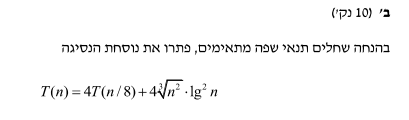 ב' (10 נק')
בהנחה שחלים תנאי שפה מתאימים, פתרו את נוסחת הנסיגה
T(n) = 4T(n/8) + 4∛n² · lg² n